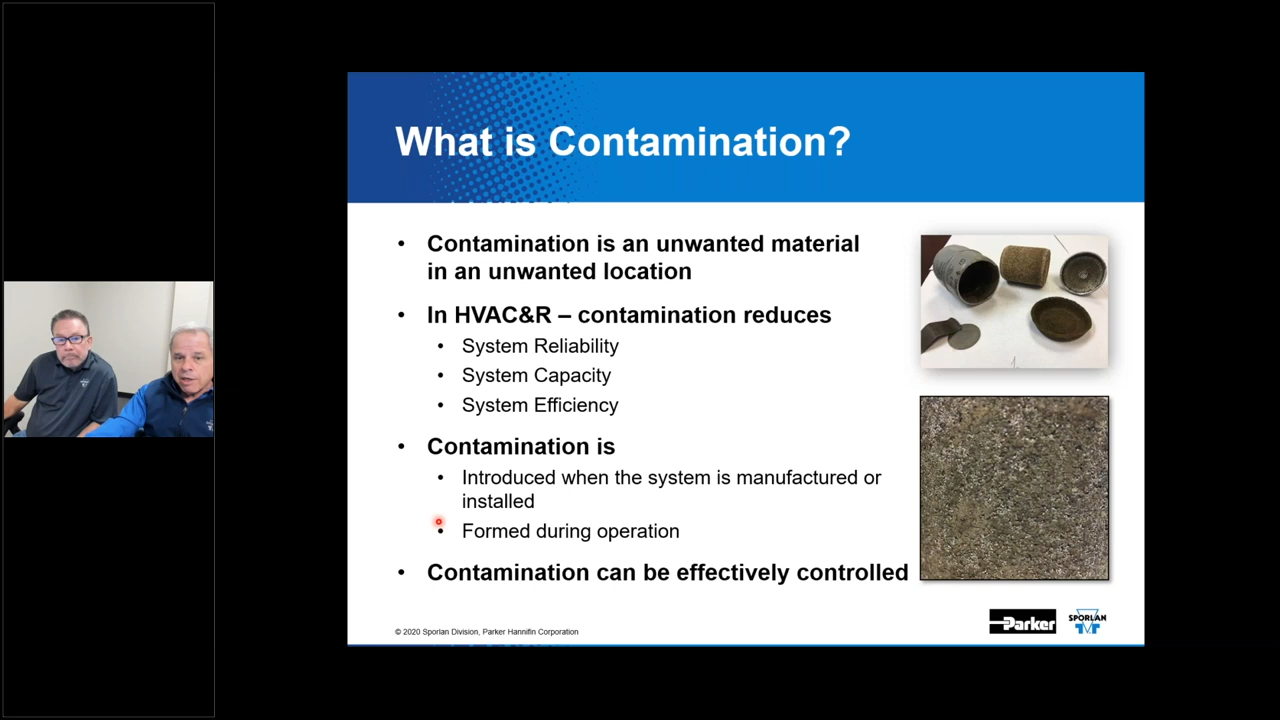 What is Contamination?
• Contamination is an unwanted material
in an unwanted location
• In HVAC&R – contamination reduces
• System Reliability
• System Capacity
• System Efficiency
• Contamination is
• Introduced when the system is manufactured or
installed
• Formed during operation
• Contamination can be effectively controlled
© 2020 Sporlan Division, Parker Hannifin Corporation
Parker
SPORLAN